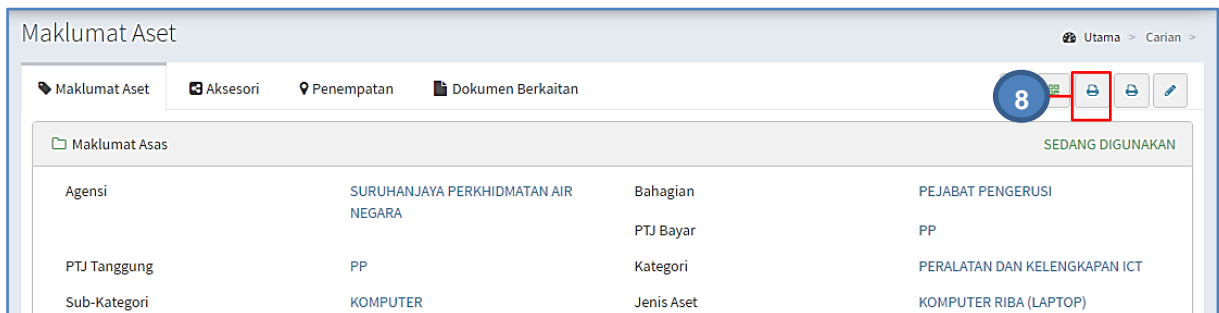 Maklumat Aset
Utama > Carian >
Maklumat Aset Aksesori Penempatan Dokumen Berkaitan
8
Maklumat Asas SEDANG DIGUNAKAN
Agensi SURUHANJAYA PERKHIDMATAN AIR NEGARA Bahagian PEJABAT PENGERUSI
PTJ Bayar PP
PTJ Tanggung PP Kategori PERALATAN DAN KELENGKAPAN ICT
Sub-Kategori KOMPUTER Jenis Aset KOMPUTER RIBA (LAPTOP)